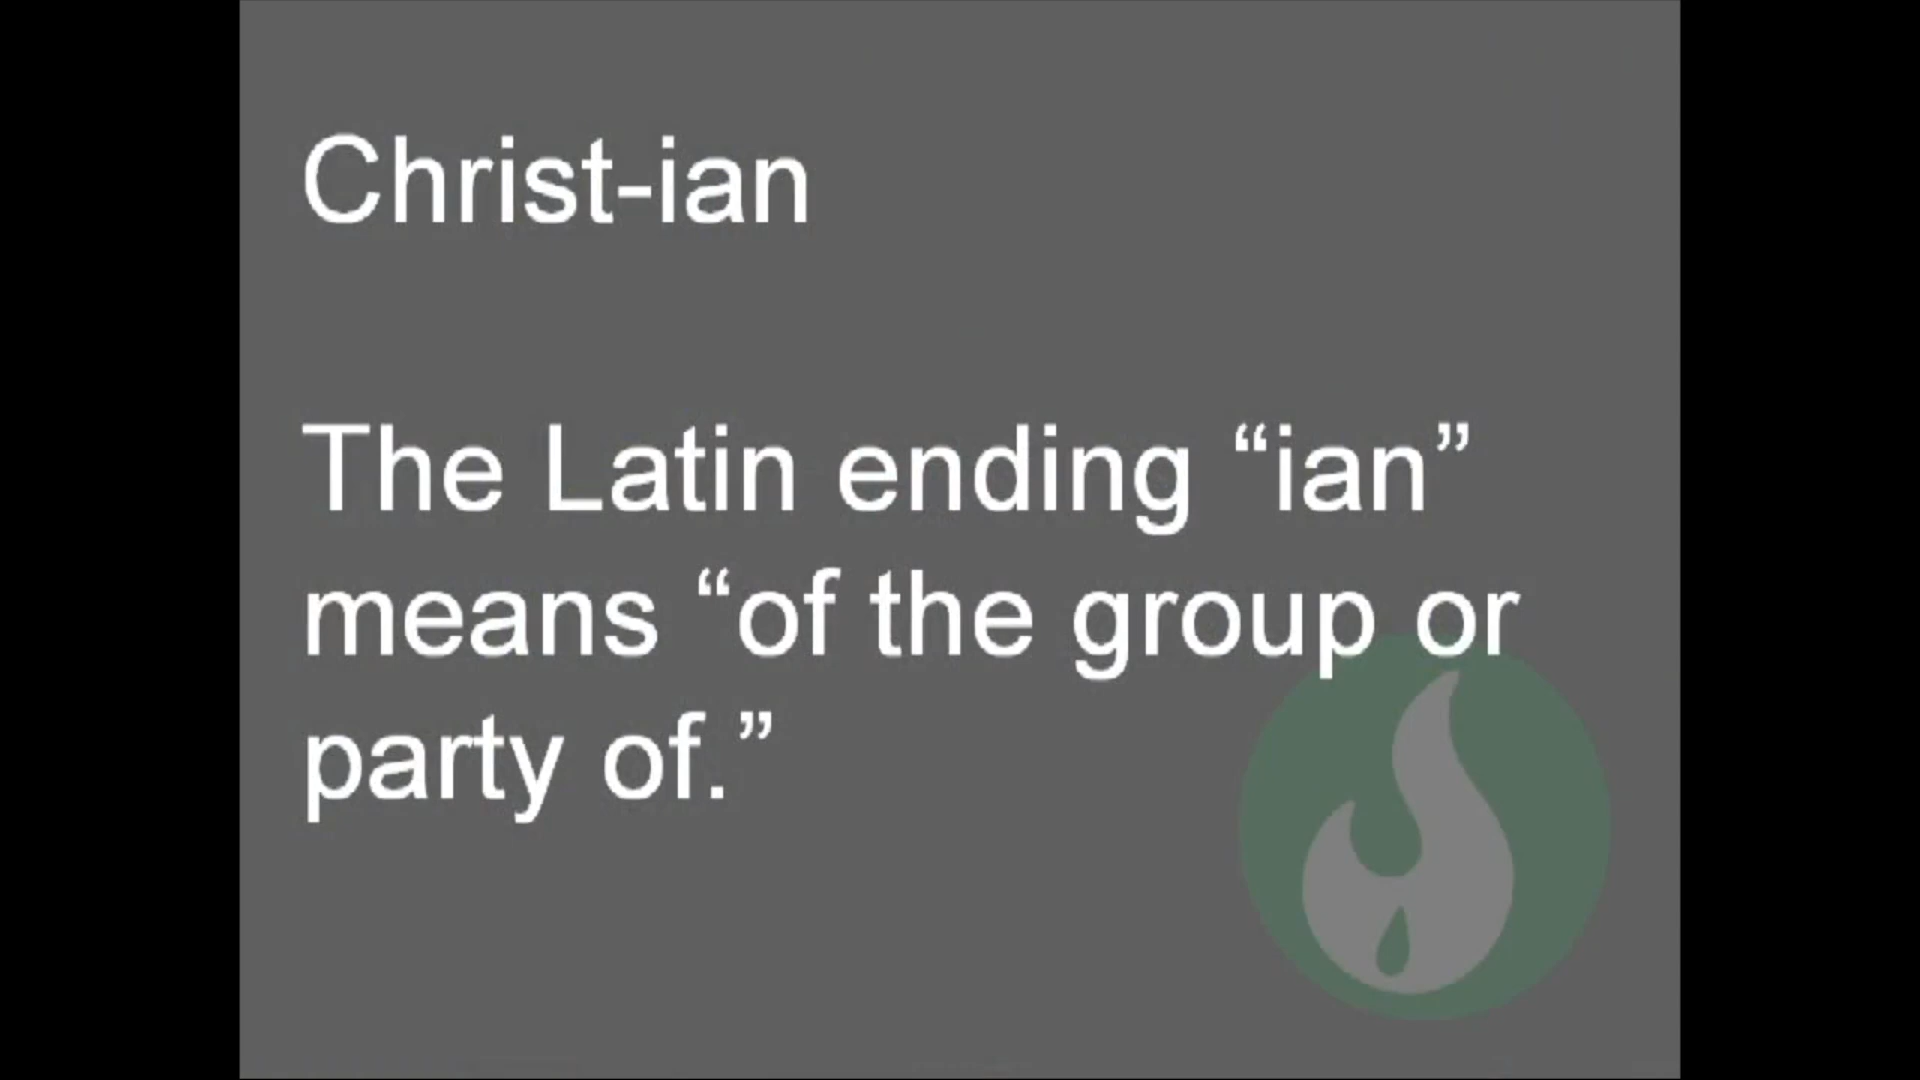 Christ-ian
The Latin ending “ian”
means “of the group or
party of.”